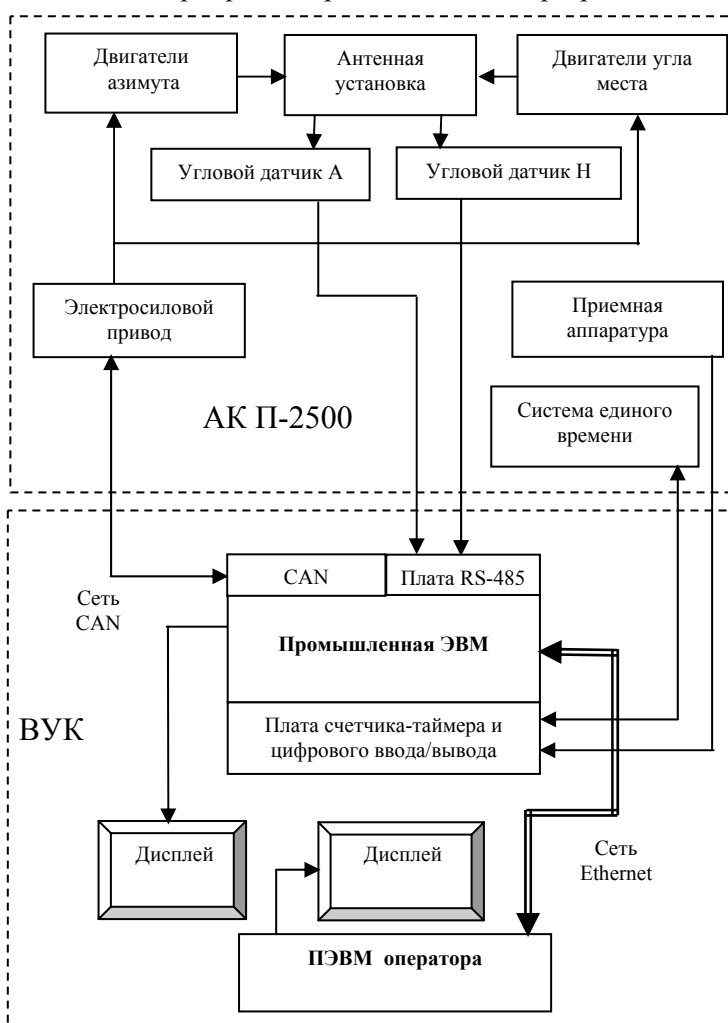 Двигатели
азимута
Антенная
установка
Двигатели угла
места
Угловой датчик А
Угловой датчик Н
Электросиловой
привод
Приемная
аппаратура
АК П-2500
Система единого
времени
CAN
Плата RS-485
Сеть
CAN
Промышленная ЭВМ
ВУК
Плата счетчика-таймера и
цифрового ввода/вывода
Дисплей
Дисплей
Сеть
Ethernet
ПЭВМ оператора